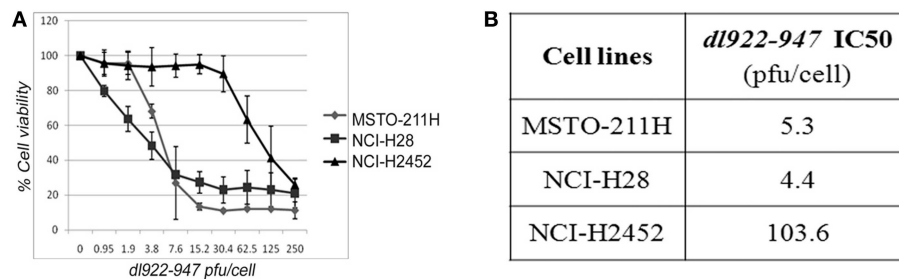 A
120
100
80
60
40
20
0
% Cell viability
0 0.95 1.9 3.8 7.6 15.2 30.4 62.5 125 250
dl922-947 pfu/cell
MSTO-211H
NCI-H28
NCI-H2452
B
Cell lines
dl922-947 IC50
(pfu/cell)
MSTO-211H 5.3
NCI-H28 4.4
NCI-H2452 103.6